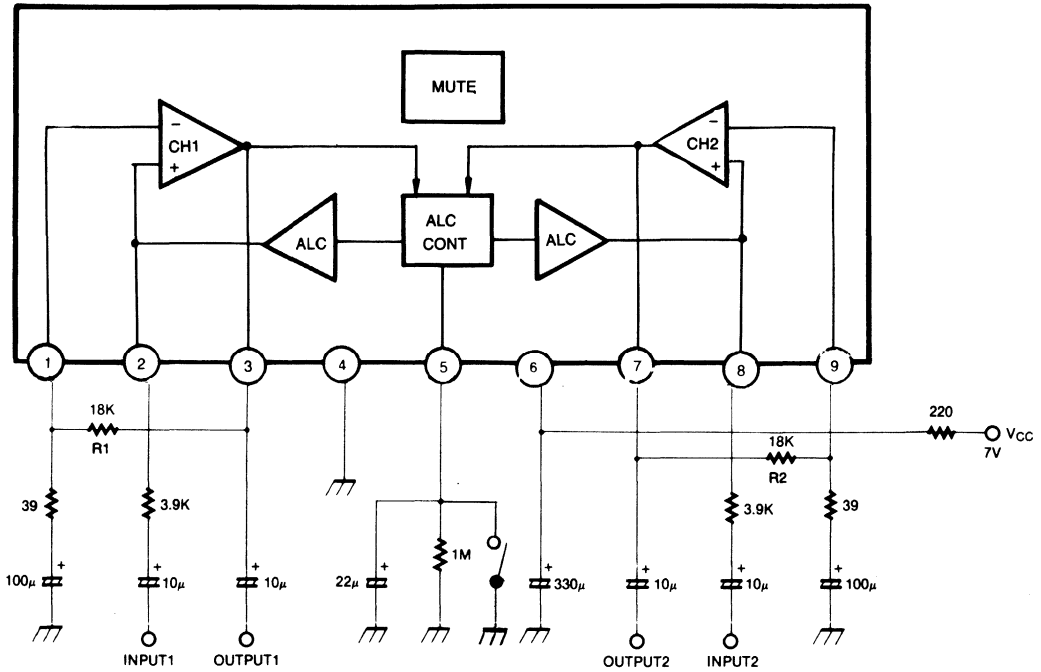 MUTE
−
CH1
+
−
CH2
+
ALC
ALC
CONT
ALC
1
2
3
4
5
6
7
8
9
18K
R1
220
VCC
7V
18K
R2
39
3.9K
1M
3.9K
39
+
100μ
+
10μ
+
10μ
+
22μ
+
330μ
+
10μ
+
10μ
+
100μ
INPUT1
OUTPUT1
OUTPUT2
INPUT2